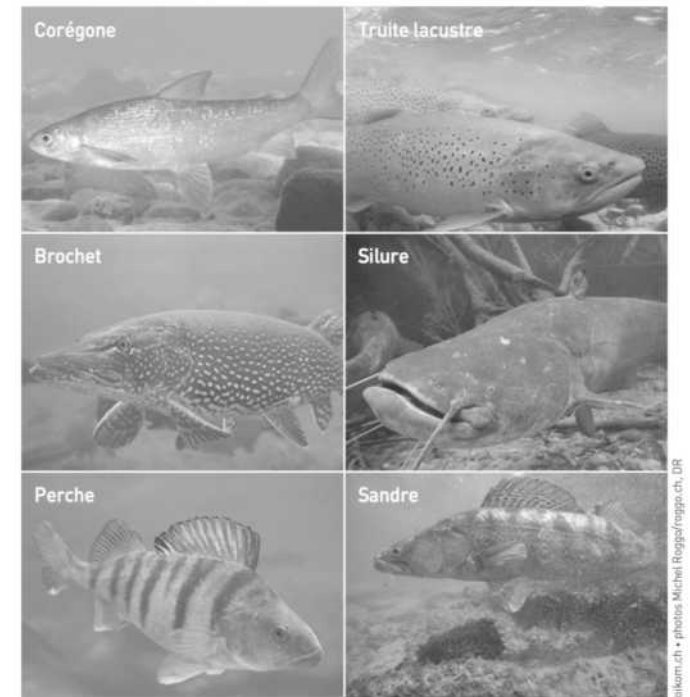 Corégone
Truite lacustre
Brochet
Silure
Perche
Sandre
photos Michel Roggo/roggo.ch, DR